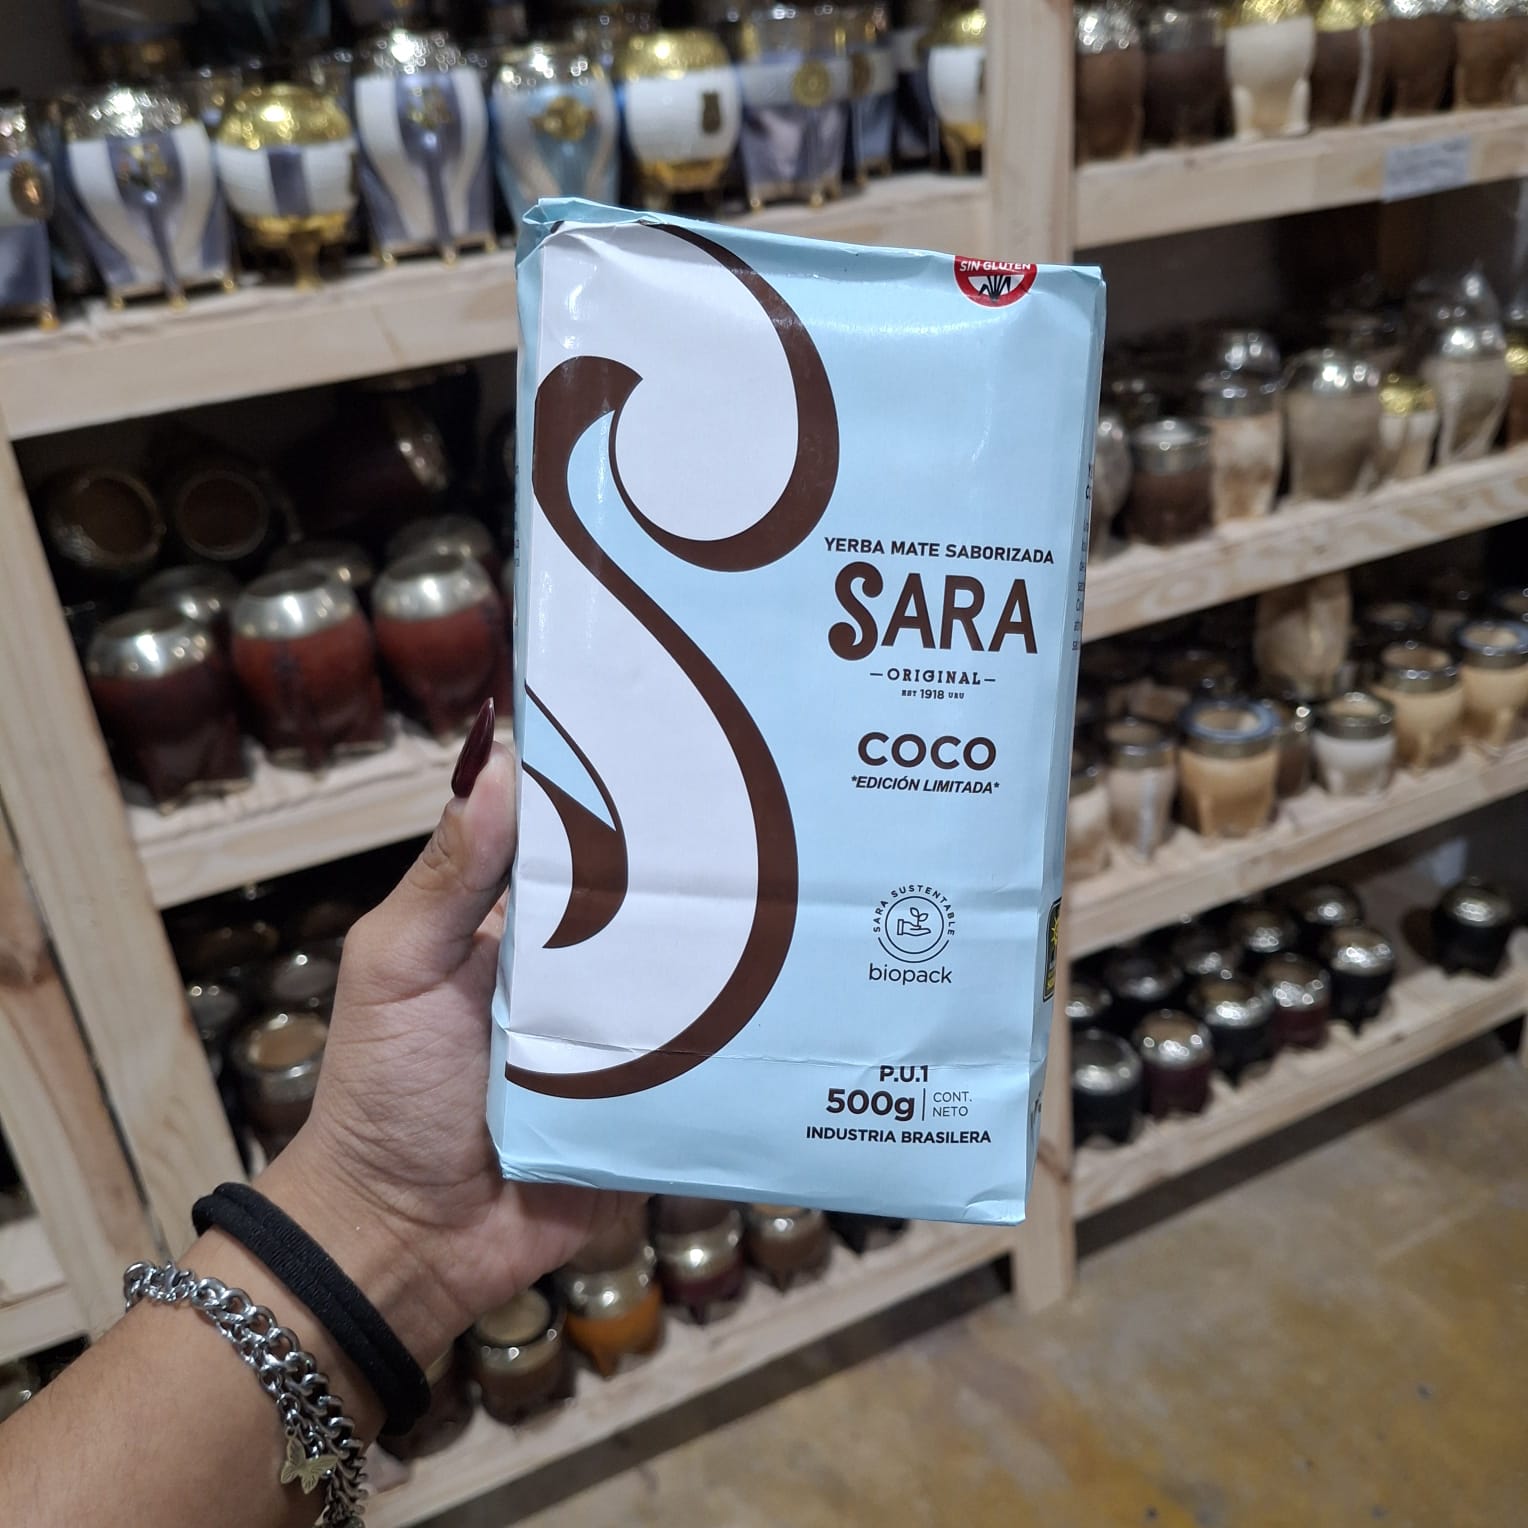 SIN GLUTEN
YERBA MATE SABORIZADA
SARA
ORIGINAL
EST 1918 URU
COCO
*EDICIÓN LIMITADA*
SARA SUSTENTABLE
biopack
P.U.1
500g CONT.
NETO
INDUSTRIA BRASILERA